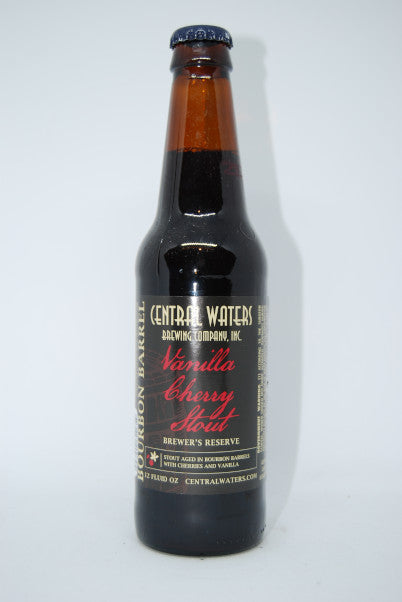 BOURBON BARREL
CENTRAL WATERS
BREWING COMPANY, INC.
Vanilla
Cherry
Stout
BREWER'S RESERVE
STOUT AGED IN BOURBON BARRELS
WITH CHERRIES AND VANILLA
12 FLUID OZ CENTRALWATERS.COM